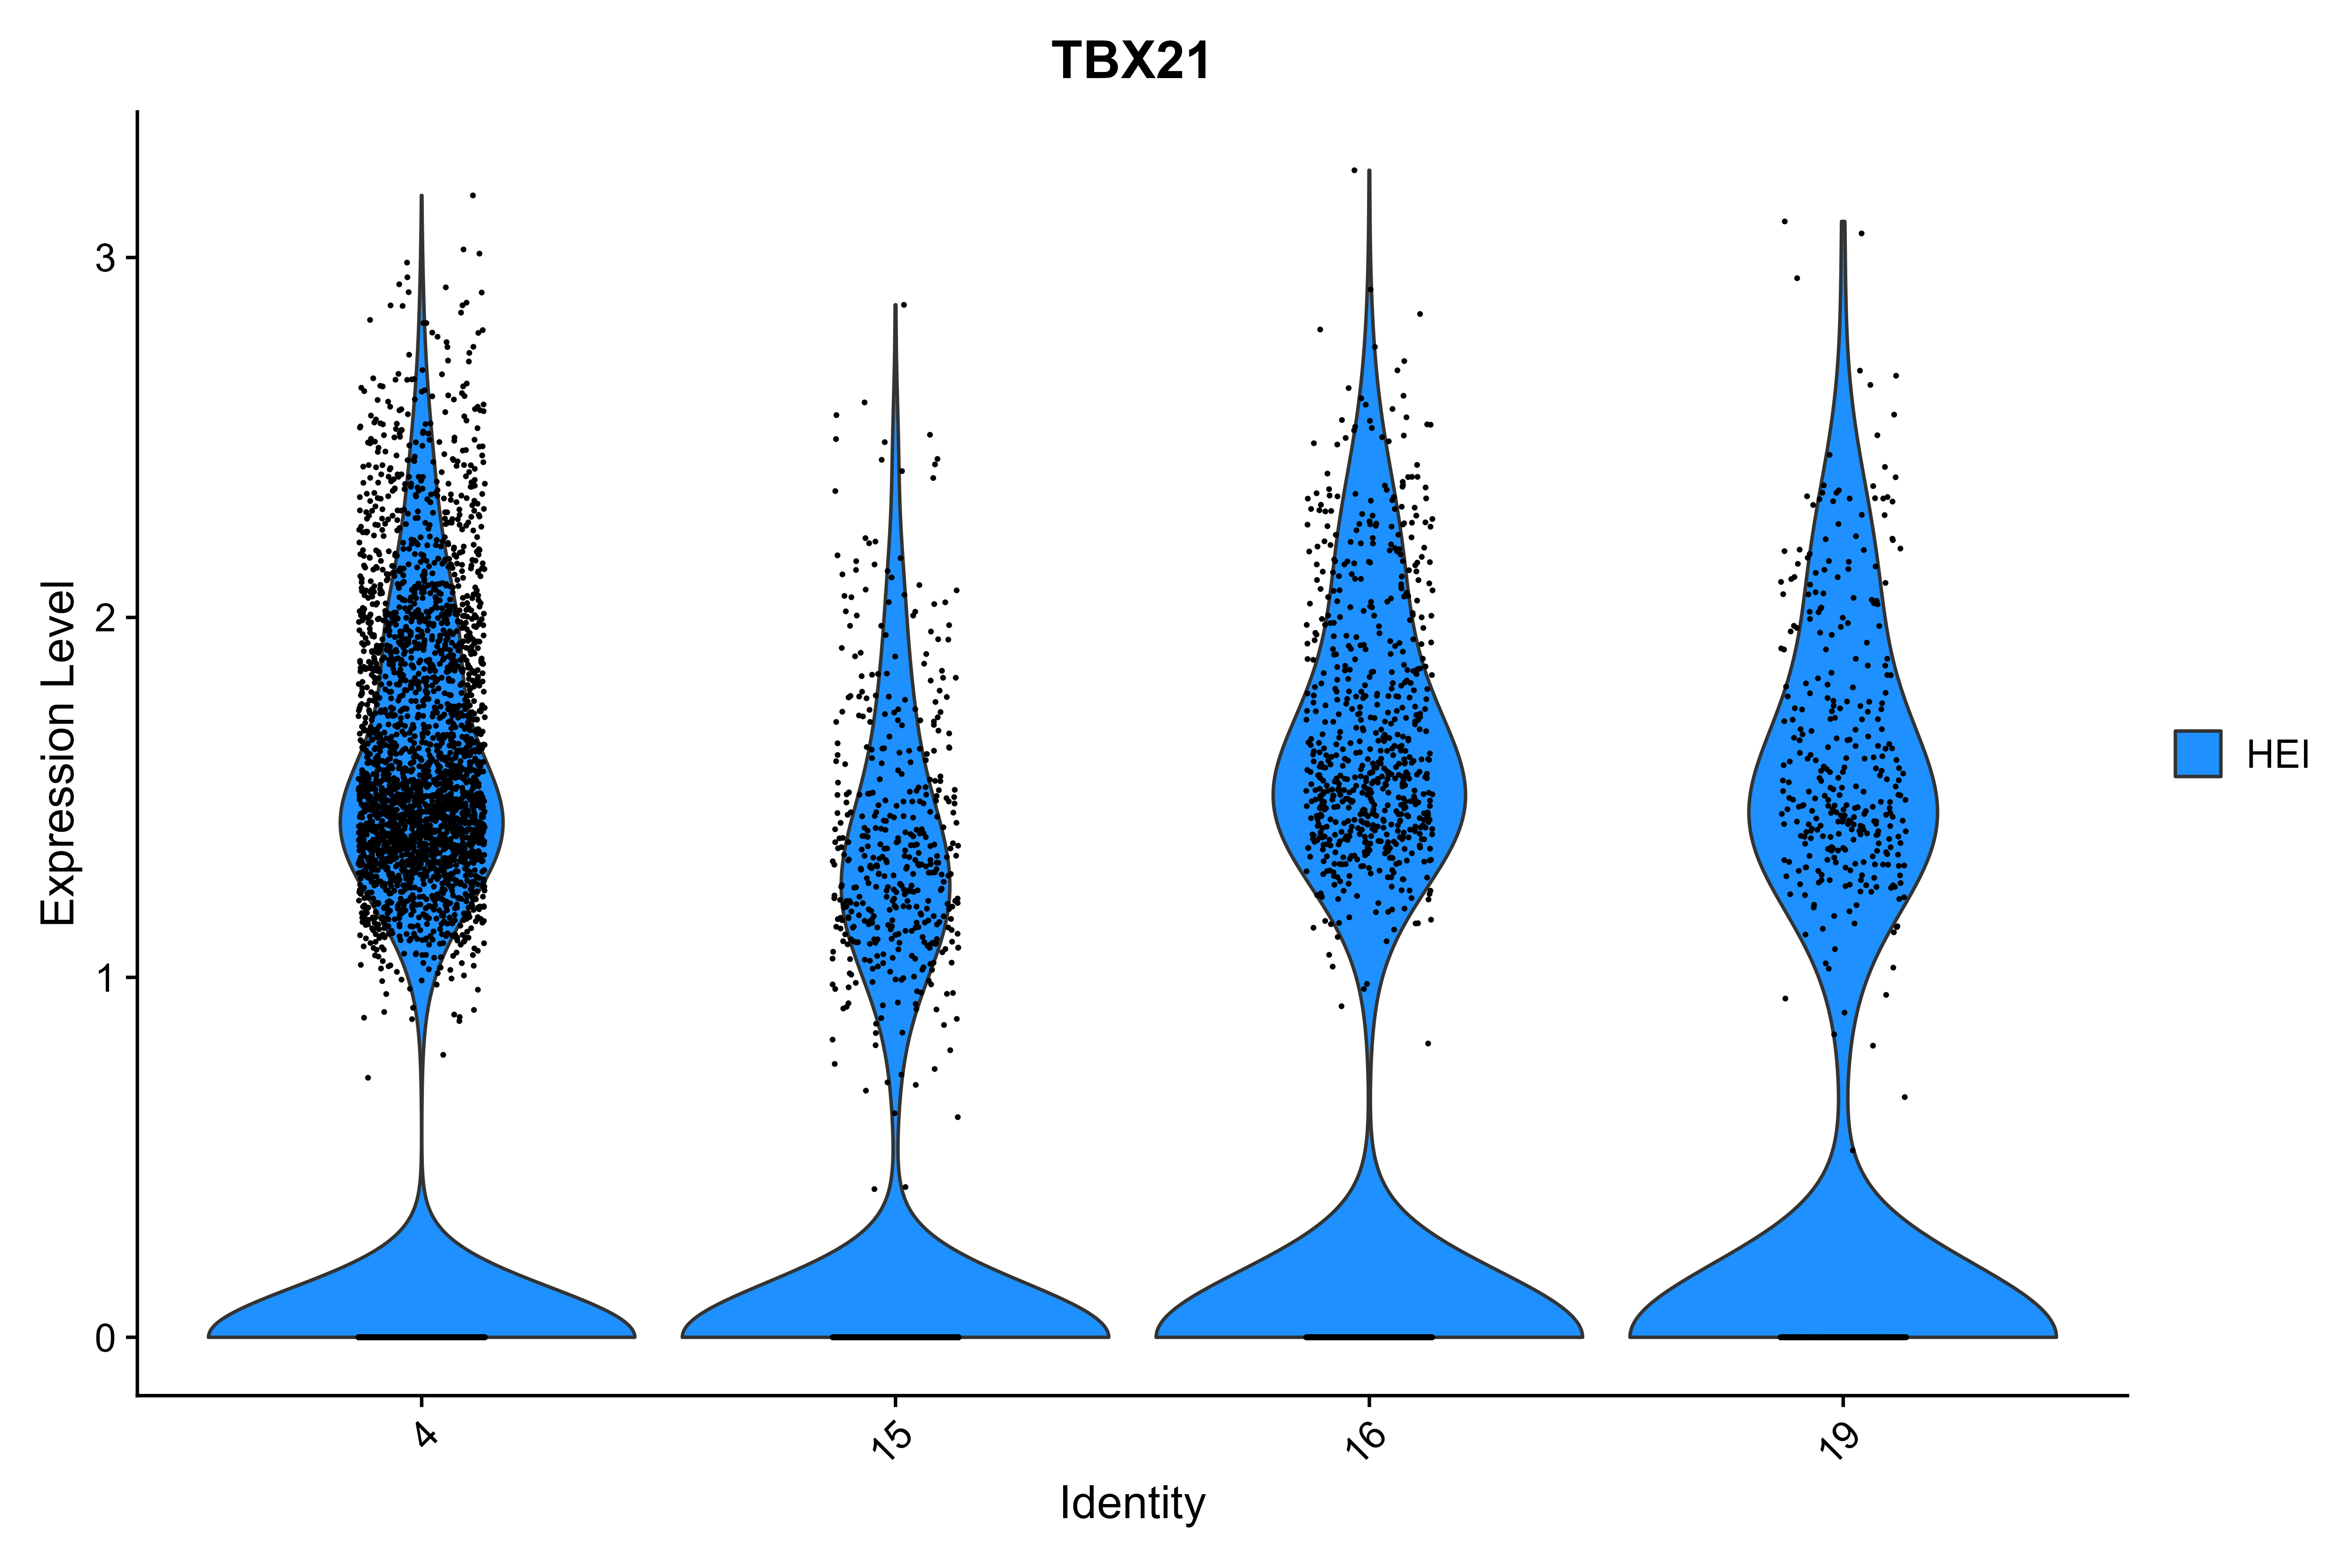 TBX21
Expression Level
3
2
1
0
4
15
16
19
Identity
HEI